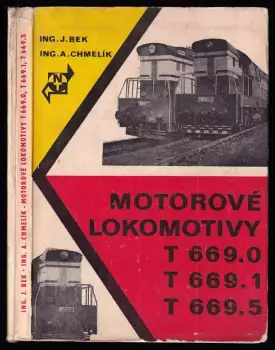 ING. J. BEK
ING. A. CHMELÍK
MOTOROVÉ
LOKOMOTIVY
T 669.0
T 669.1
T 669.5
ING. J. BEK - ING. A. CHMELÍK - MOTOROVÉ LOKOMOTIVY T 669.0, T 669.1, T 669.5